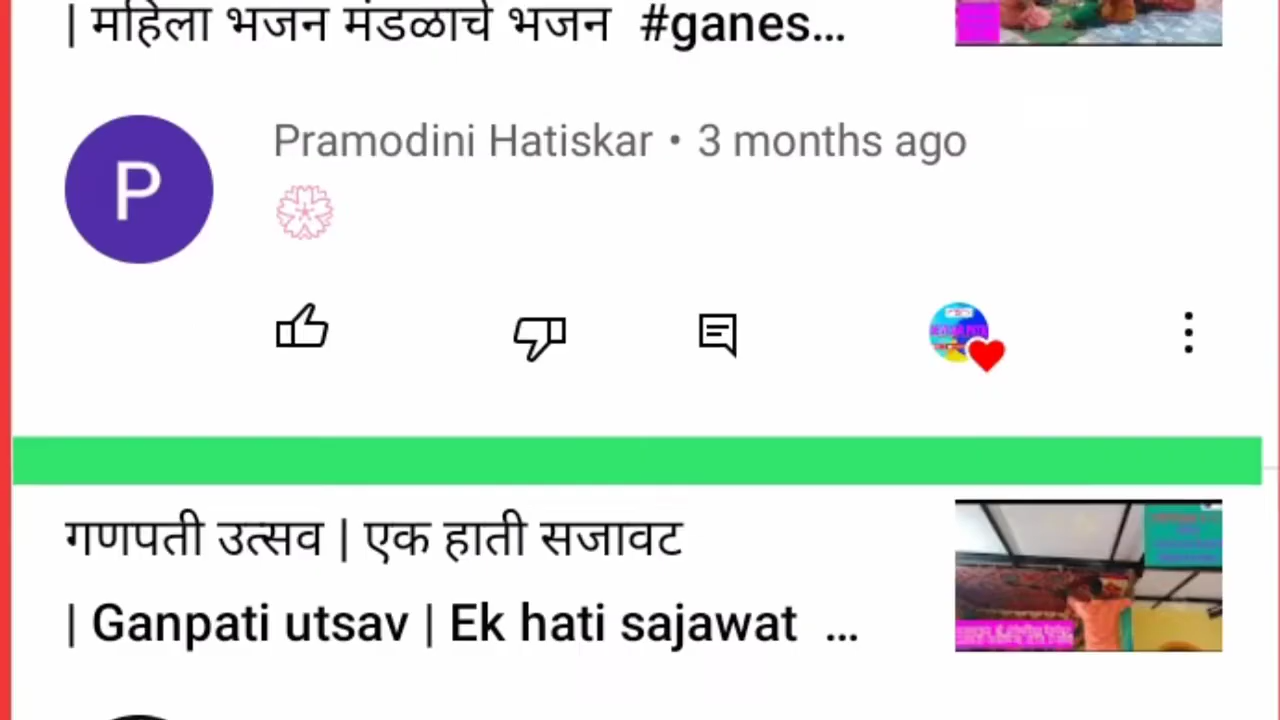 | महिला भजन मंडळाचे भजन #ganes...
Pramodini Hatiskar • 3 months ago
P
गणपती उत्सव | एक हाती सजावट
| Ganpati utsav | Ek hati sajawat ...